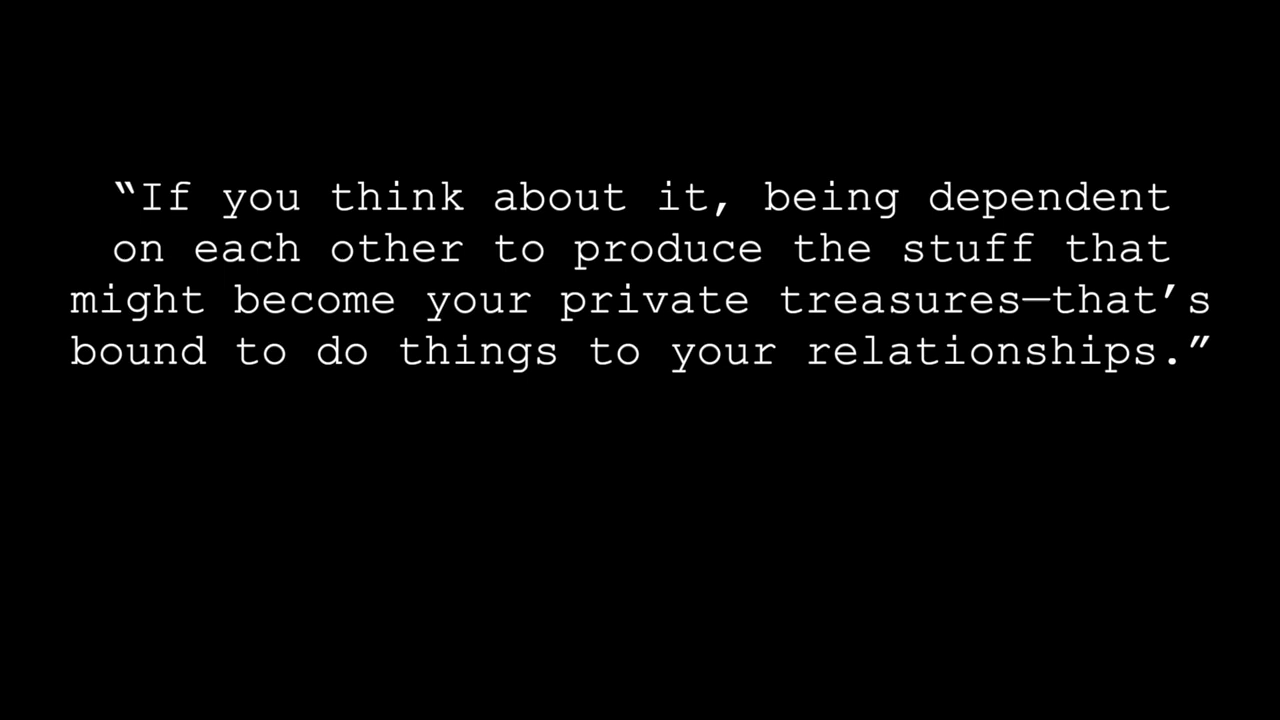 “If you think about it, being dependent
on each other to produce the stuff that
might become your private treasures—that’s
bound to do things to your relationships.”